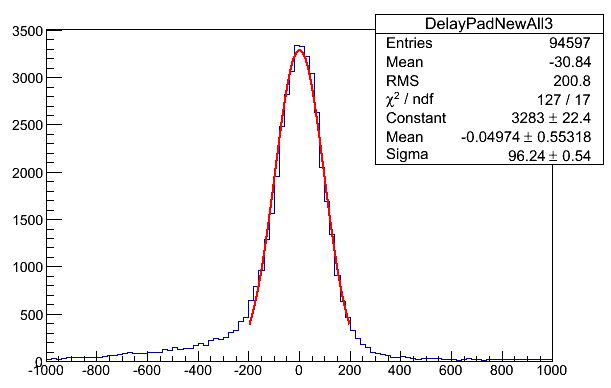 DelayPadNewAll3
Entries 94597
Mean -30.84
RMS 200.8
χ² / ndf 127 / 17
Constant 3283 ± 22.4
Mean -0.04974 ± 0.55318
Sigma 96.24 ± 0.54
3500
3000
2500
2000
1500
1000
500
0
-1000 -800 -600 -400 -200 0 200 400 600 800 1000